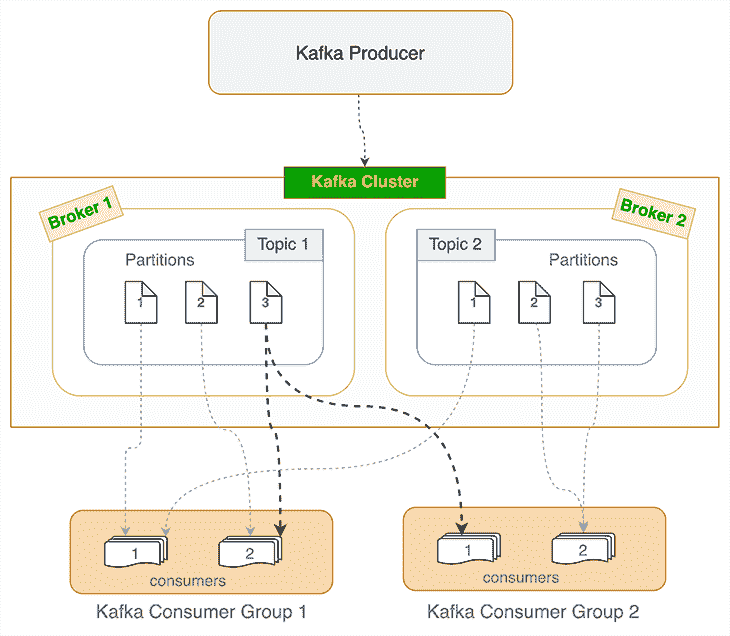 Kafka Producer
Kafka Cluster
Broker 1
Broker 2
Topic 1
Topic 2
Partitions
Partitions
1
2
3
1
2
3
1
2
consumers
1
2
consumers
Kafka Consumer Group 1
Kafka Consumer Group 2